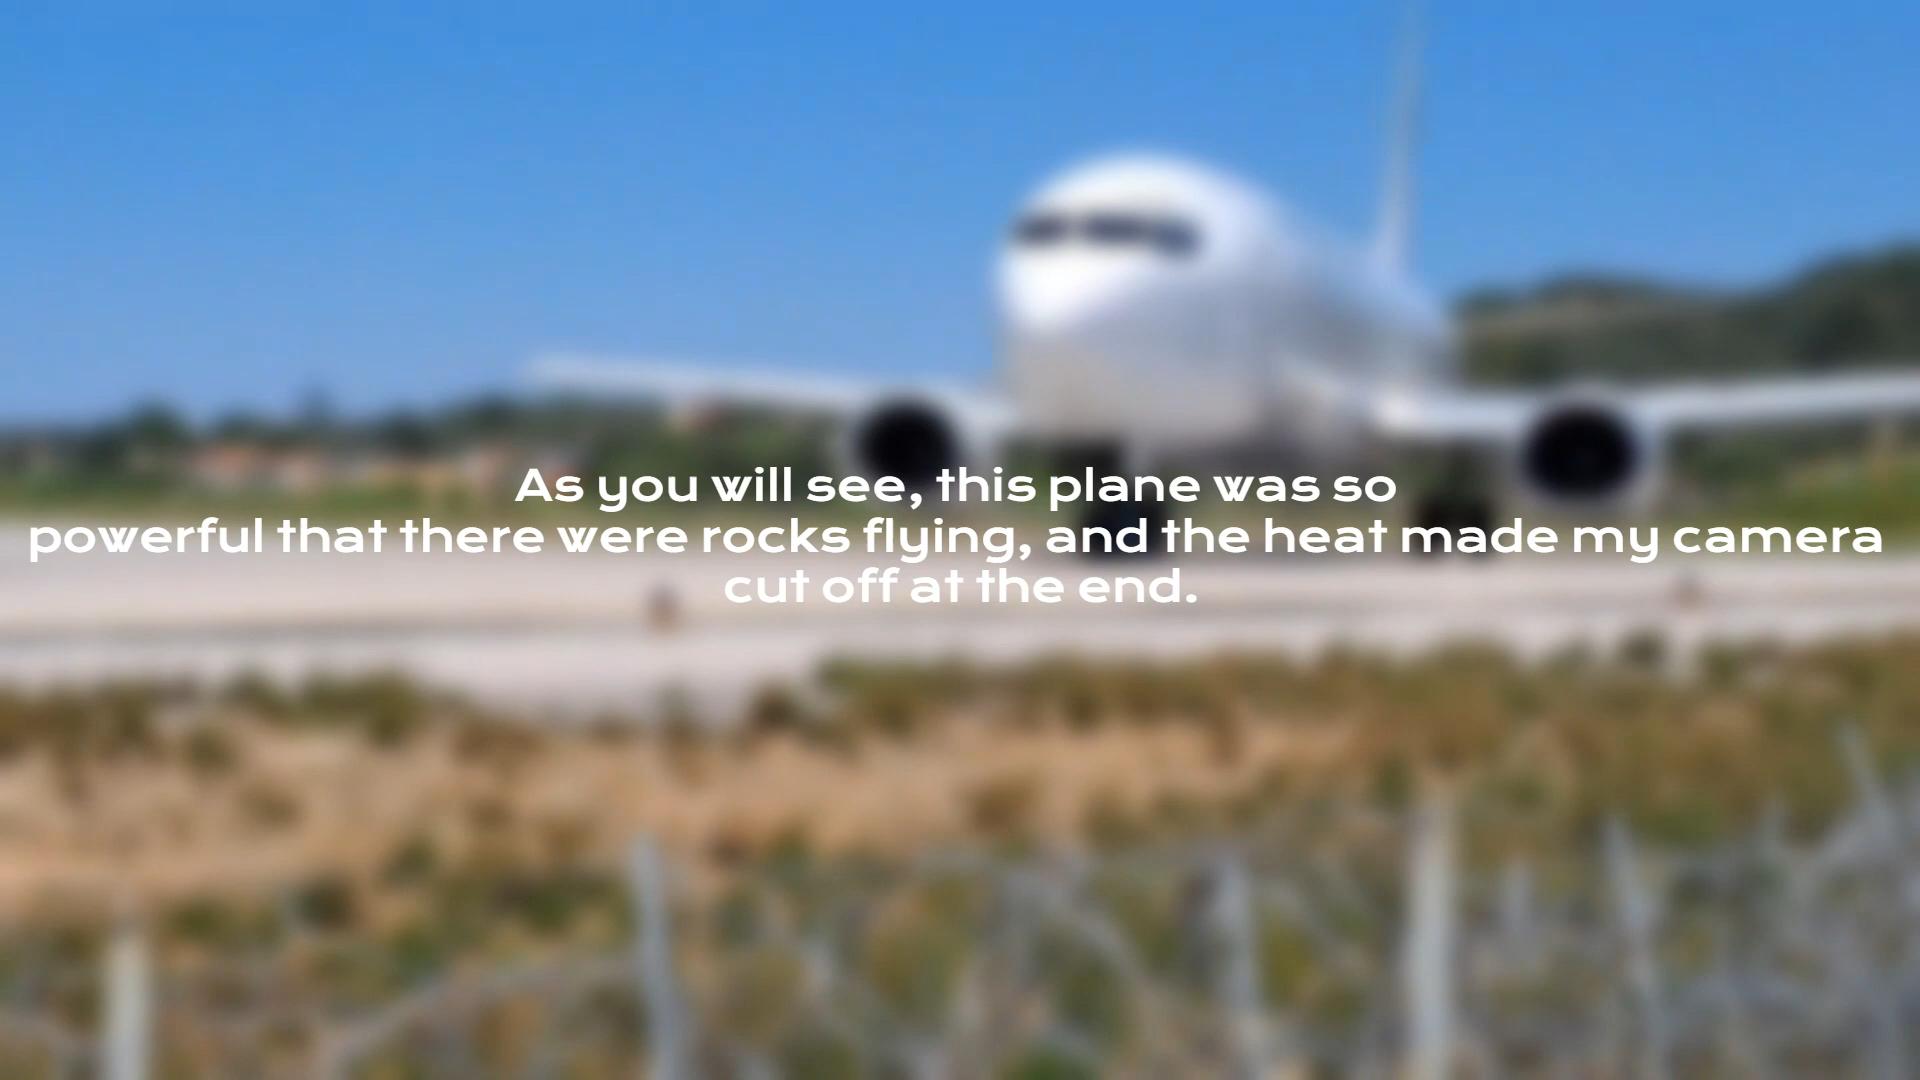 As you will see, this plane was so
powerful that there were rocks flying, and the heat made my camera
cut off at the end.